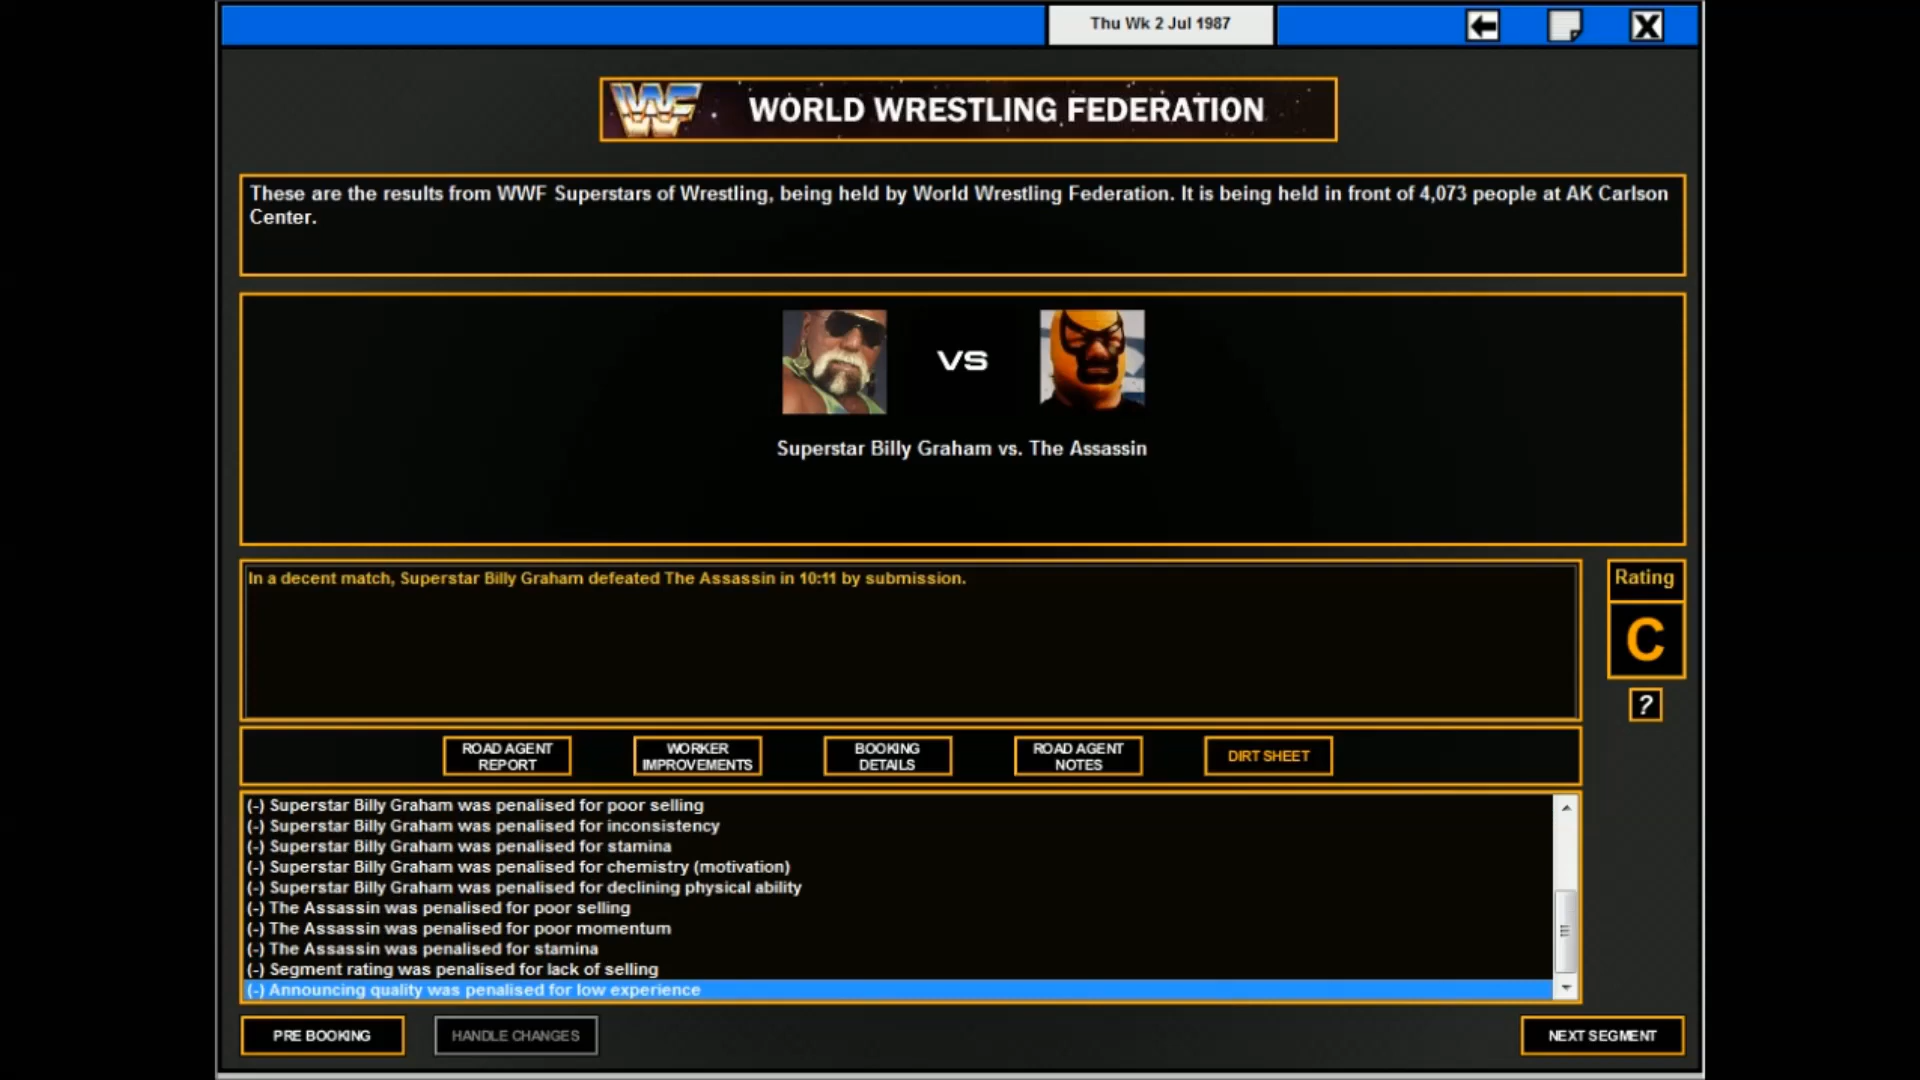 Thu Wk 2 Jul 1987
WF
WORLD WRESTLING FEDERATION
These are the results from WWF Superstars of Wrestling, being held by World Wrestling Federation. It is being held in front of 4,073 people at AK Carlson
Center.
VS
Superstar Billy Graham vs. The Assassin
In a decent match, Superstar Billy Graham defeated The Assassin in 10:11 by submission.
Rating
C
?
ROAD AGENT
REPORT
WORKER
IMPROVEMENTS
BOOKING
DETAILS
ROAD AGENT
NOTES
DIRT SHEET
(-) Superstar Billy Graham was penalised for poor selling
(-) Superstar Billy Graham was penalised for inconsistency
(-) Superstar Billy Graham was penalised for stamina
(-) Superstar Billy Graham was penalised for chemistry (motivation)
(-) Superstar Billy Graham was penalised for declining physical ability
(-) The Assassin was penalised for poor selling
(-) The Assassin was penalised for poor momentum
(-) The Assassin was penalised for stamina
(-) Segment rating was penalised for lack of selling
(-) Announcing quality was penalised for low experience
PRE BOOKING
HANDLE CHANGES
NEXT SEGMENT